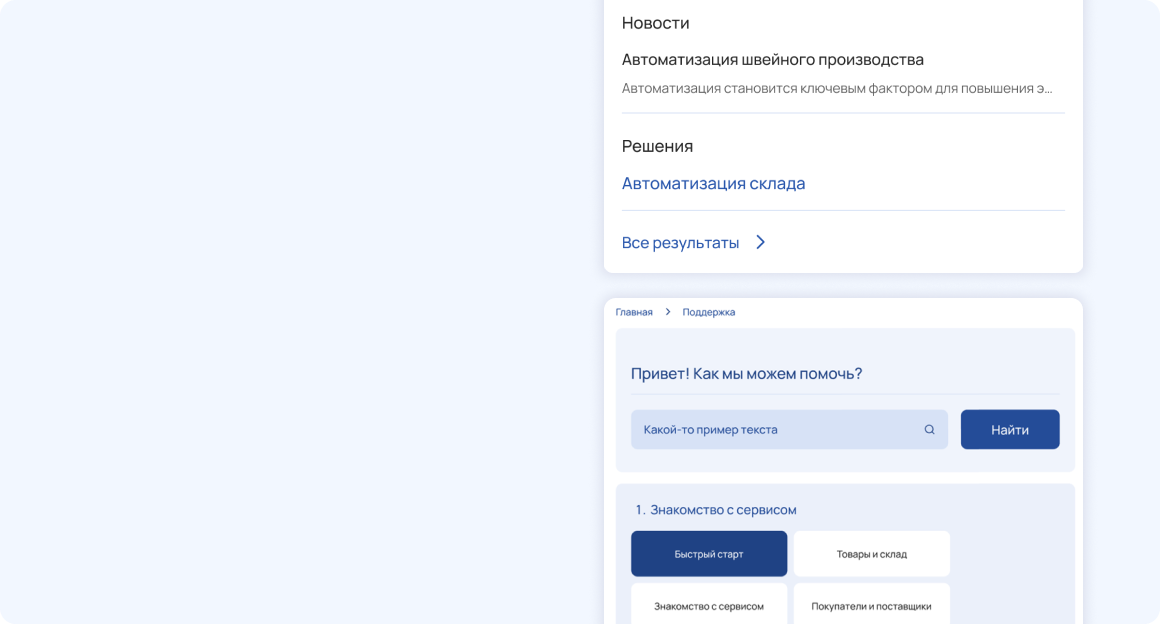 Новости
Автоматизация швейного производства
Автоматизация становится ключевым фактором для повышения э...
Решения
Автоматизация склада
Все результаты
Главная > Поддержка
Привет! Как мы можем помочь?
Какой-то пример текста
Найти
1. Знакомство с сервисом
Быстрый старт
Товары и склад
Знакомство с сервисом
Покупатели и поставщики